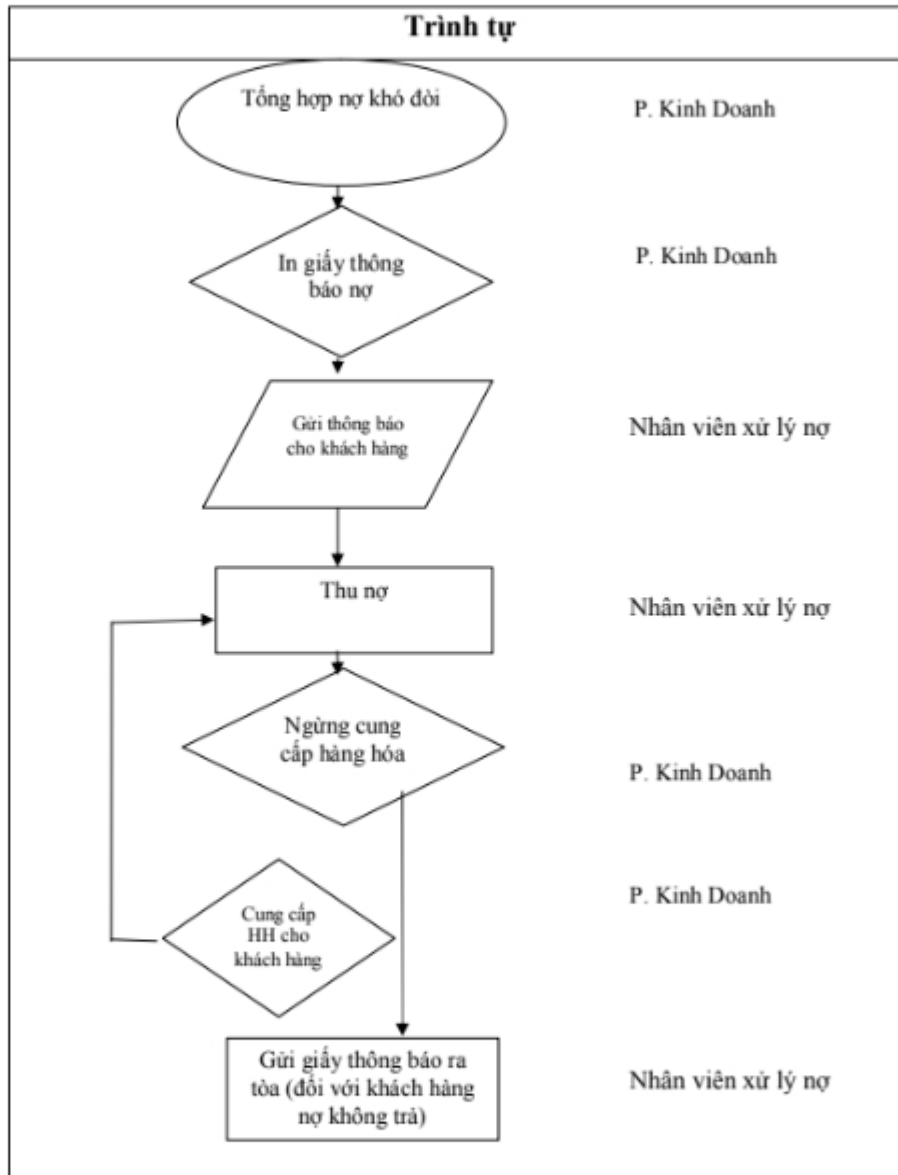 Trình tự
Tổng hợp nợ khó đòi
P. Kinh Doanh
In giấy thông
báo nợ
P. Kinh Doanh
Gửi thông báo
cho khách hàng
Nhân viên xử lý nợ
Thu nợ
Nhân viên xử lý nợ
Ngừng cung
cấp hàng hóa
P. Kinh Doanh
P. Kinh Doanh
Cung cấp
HH cho
khách hàng
Gửi giấy thông báo ra
tòa (đối với khách hàng
nợ không trả)
Nhân viên xử lý nợ